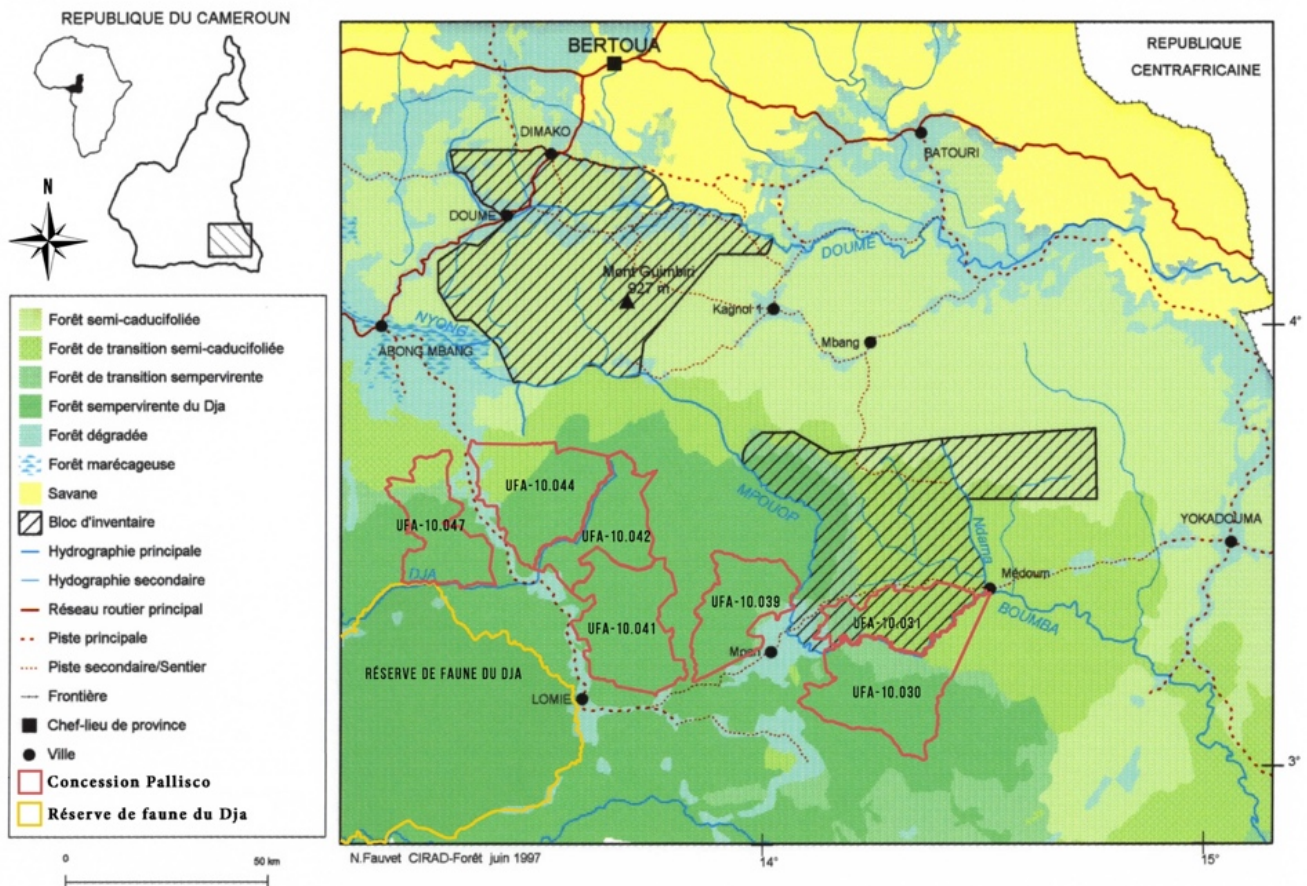 REPUBLIQUE DU CAMEROUN
N
Forêt semi-caducifoliée
Forêt de transition semi-caducifoliée
Forêt de transition sempervirente
Forêt sempervirente du Dja
Forêt dégradée
Forêt marécageuse
Savane
Bloc d'inventaire
Hydrographie principale
Hydographie secondaire
Réseau routier principal
Piste principale
Piste secondaire/Sentier
Frontière
Chef-lieu de province
Ville
Concession Pallisco
Réserve de faune du Dja
0 50 km
BERTOUA
REPUBLIQUE
CENTRAFRICAINE
DIMAKO
BATOURI
DOUME
DOUME
Mont Guimbiri
927 m
Kagnol 1
NYONG
ABONG MBANG
Mbang
4°
UFA-10.044
UFA-10.047
UFA-10.042
MPOUOP
Ndama
YOKADOUMA
DJA
Médoum
UFA-10.039
UFA-10.041
UFA-10.031
BOUMBA
Mpan
RÉSERVE DE FAUNE DU DJA
UFA-10.030
LOMIE
3°
N.Fauvet CIRAD-Forêt juin 1997
14°
15°